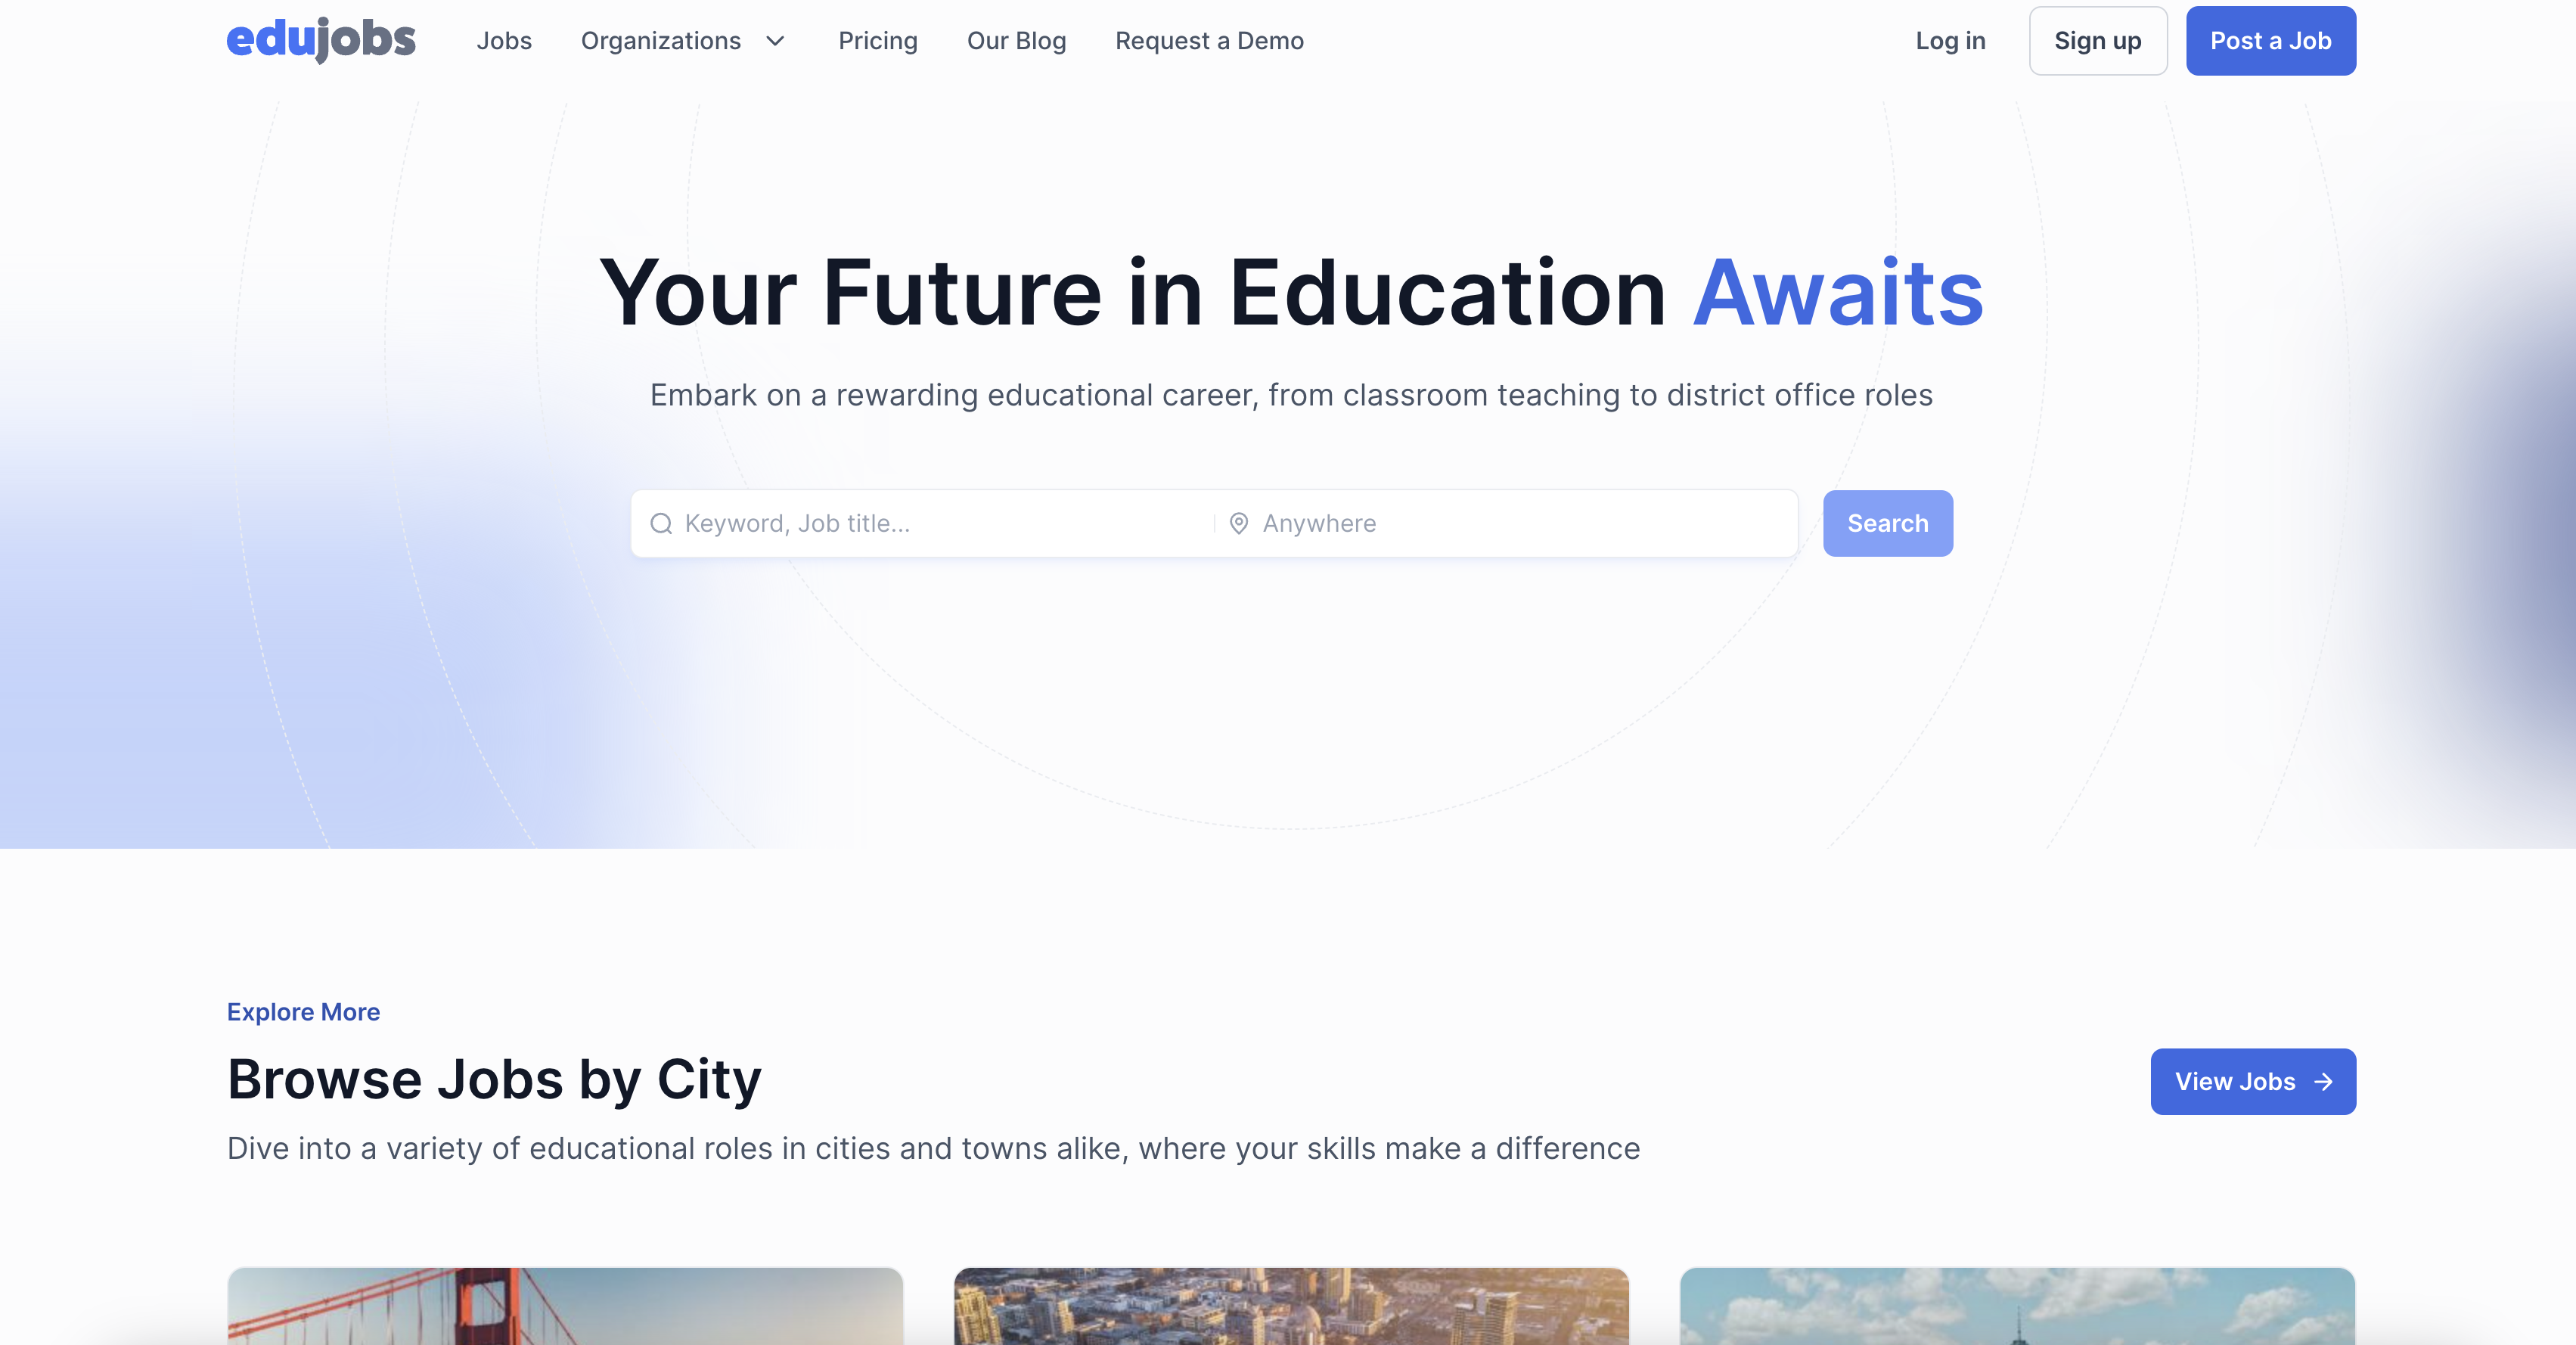 edujobs Jobs Organizations Pricing Our Blog Request a Demo Log in Sign up Post a Job
Your Future in Education Awaits
Embark on a rewarding educational career, from classroom teaching to district office roles
Keyword, Job title... Anywhere Search
Explore More
Browse Jobs by City
View Jobs
Dive into a variety of educational roles in cities and towns alike, where your skills make a difference